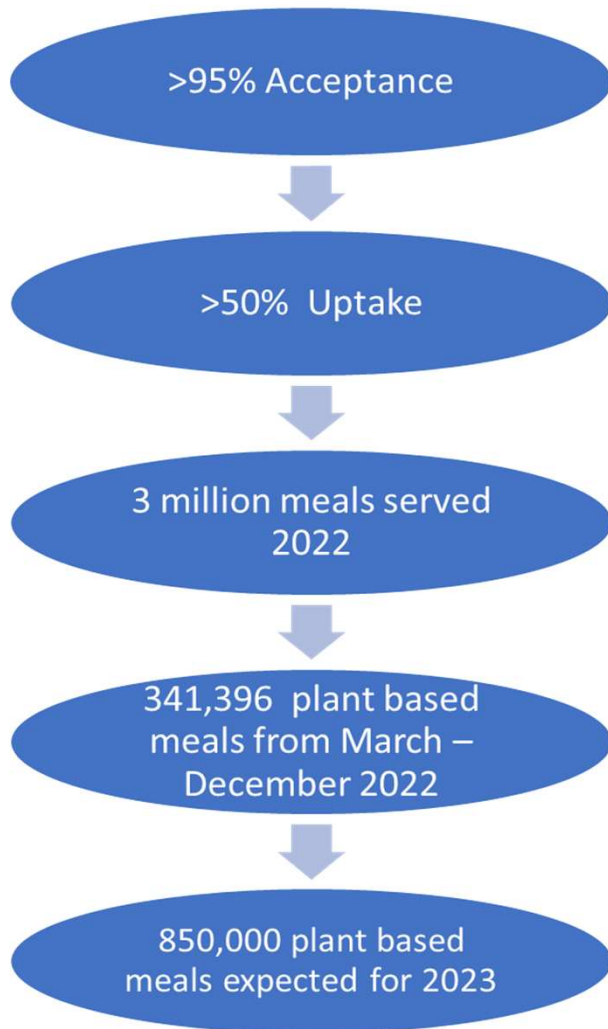 >95% Acceptance
>50%  Uptake
3 million meals served
2022
341,396  plant based
meals from March –
December 2022
850,000 plant based
meals expected for 2023